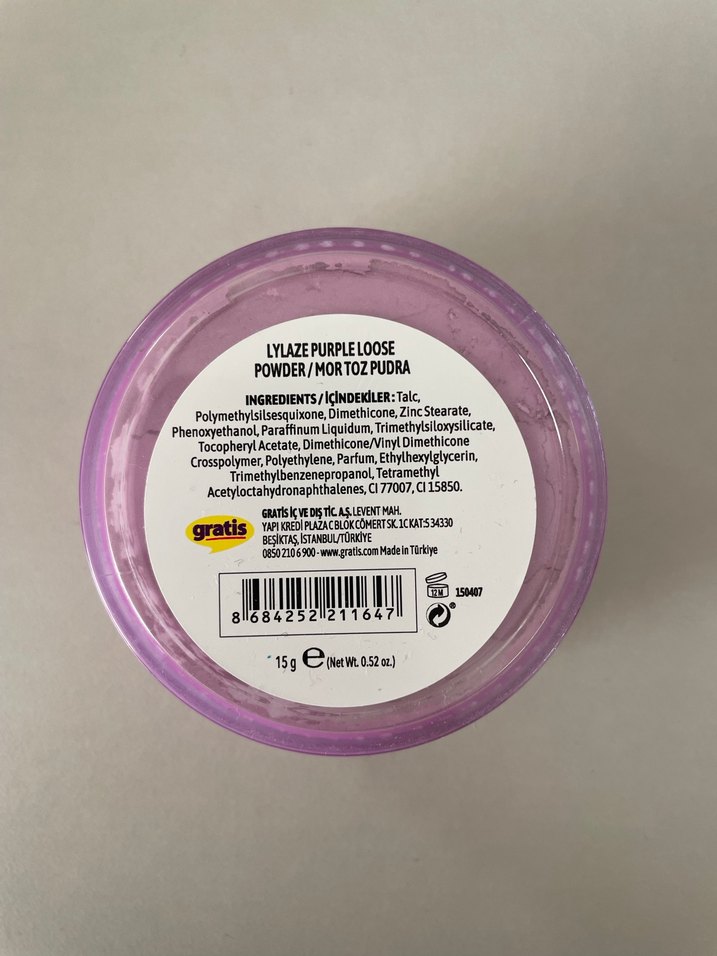 LYLAZE PURPLE LOOSE
POWDER / MOR TOZ PUDRA
INGREDIENTS / İÇİNDEKİLER: Talc,
Polymethylsilsesquixone, Dimethicone, Zinc Stearate,
Phenoxyethanol, Paraffinum Liquidum, Trimethylsiloxysilicate,
Tocopheryl Acetate, Dimethicone/Vinyl Dimethicone
Crosspolymer, Polyethylene, Parfum, Ethylhexylglycerin,
Trimethylbenzenepropanol, Tetramethyl
Acetyloctahydronaphthalenes, CI 77007, CI 15850.
gratis
GRATİS İÇ VE DIŞ TİC. A.Ş. LEVENT MAH.
YAPI KREDİ PLAZA C BLOK CÖMERT SK. 1C KAT:5 34330
BEŞİKTAŞ, İSTANBUL/TÜRKİYE
0850 210 6 900 - www.gratis.com Made in Türkiye
8 684252 211647
12 M
150407
15 g e (Net Wt. 0.52 oz.)